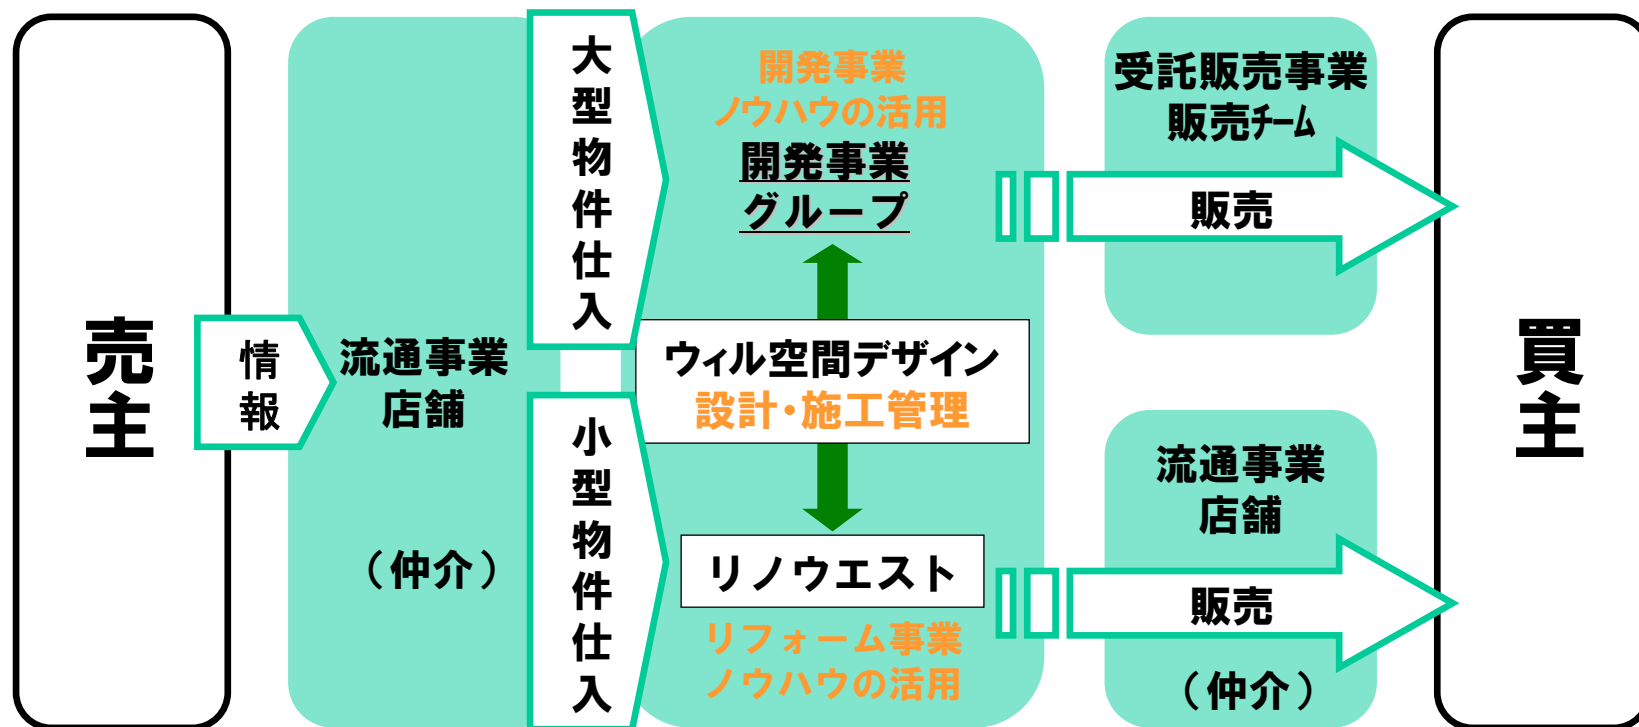 売主
情報
流通事業
店舗
（仲介）
大型物件仕入
小型物件仕入
開発事業
ノウハウの活用
開発事業
グループ
ウィル空間デザイン
設計・施工管理
リノウエスト
リフォーム事業
ノウハウの活用
受託販売事業
販売チーム
販売
流通事業
店舗
販売
（仲介）
買主